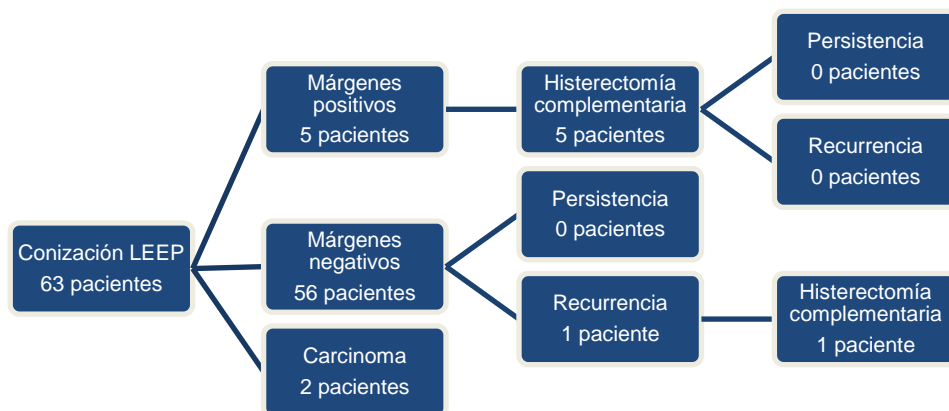 Conización LEEP
63 pacientes
Márgenes
positivos
5 pacientes
Histerectomía
complementaria
5 pacientes
Persistencia
0 pacientes
Recurrencia
0 pacientes
Márgenes
negativos
56 pacientes
Persistencia
0 pacientes
Recurrencia
1 paciente
Histerectomía
complementaria
1 paciente
Carcinoma
2 pacientes